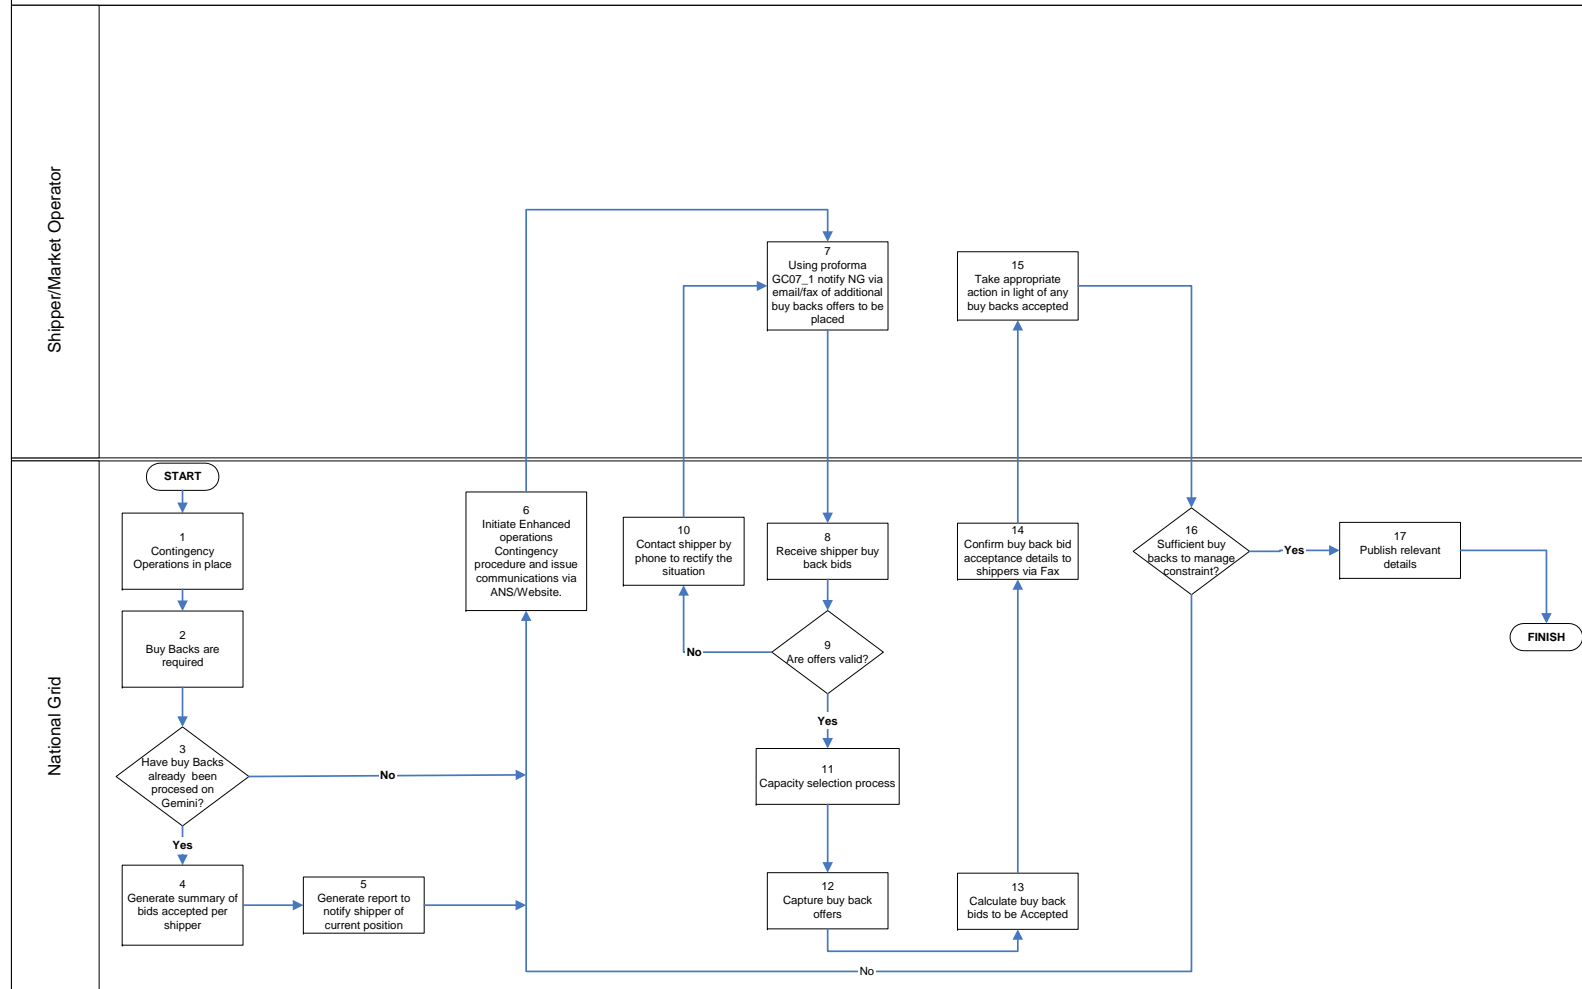 Shipper/Market Operator
7
Using proforma
GC07_1 notify NG via
email/fax of additional
buy backs offers to be
placed
15
Take appropriate
action in light of any
buy backs accepted
National Grid
START
1
Contingency
Operations in place
2
Buy Backs are
required
3
Have buy Backs
already been
procesed on
Gemini?
No
Yes
4
Generate summary of
bids accepted per
shipper
5
Generate report to
notify shipper of
current position
6
Initiate Enhanced
operations
Contingency
procedure and issue
communications via
ANS/Website.
10
Contact shipper by
phone to rectify the
situation
8
Receive shipper buy
back bids
9
Are offers valid?
No
Yes
11
Capacity selection process
12
Capture buy back
offers
13
Calculate buy back
bids to be Accepted
14
Confirm buy back bid
acceptance details to
shippers via Fax
16
Sufficient buy
backs to manage
constraint?
Yes
No
17
Publish relevant
details
FINISH